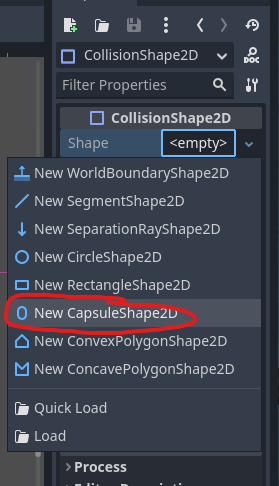 CollisionShape2D
DOC
Filter Properties
CollisionShape2D
Shape <empty>
New WorldBoundaryShape2D
New SegmentShape2D
New SeparationRayShape2D
New CircleShape2D
New RectangleShape2D
New CapsuleShape2D
New ConvexPolygonShape2D
New ConcavePolygonShape2D
Quick Load
Load
Process